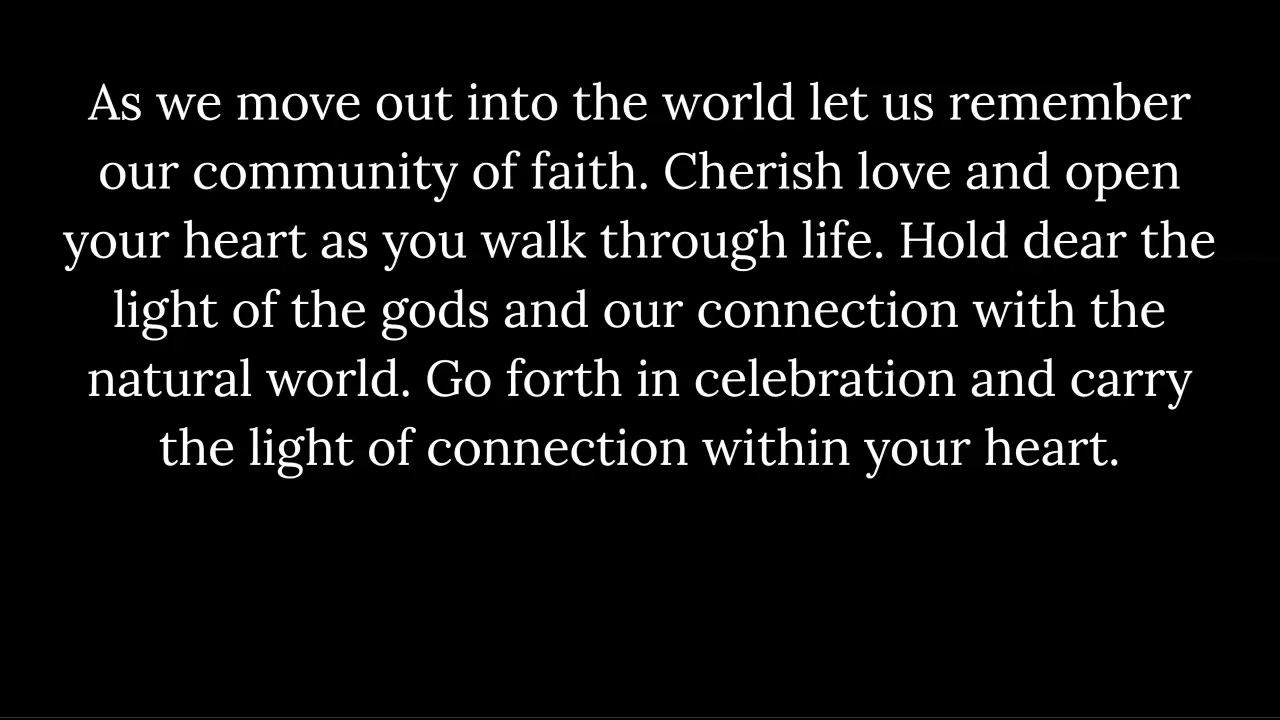 As we move out into the world let us remember
our community of faith. Cherish love and open
your heart as you walk through life. Hold dear the
light of the gods and our connection with the
natural world. Go forth in celebration and carry
the light of connection within your heart.